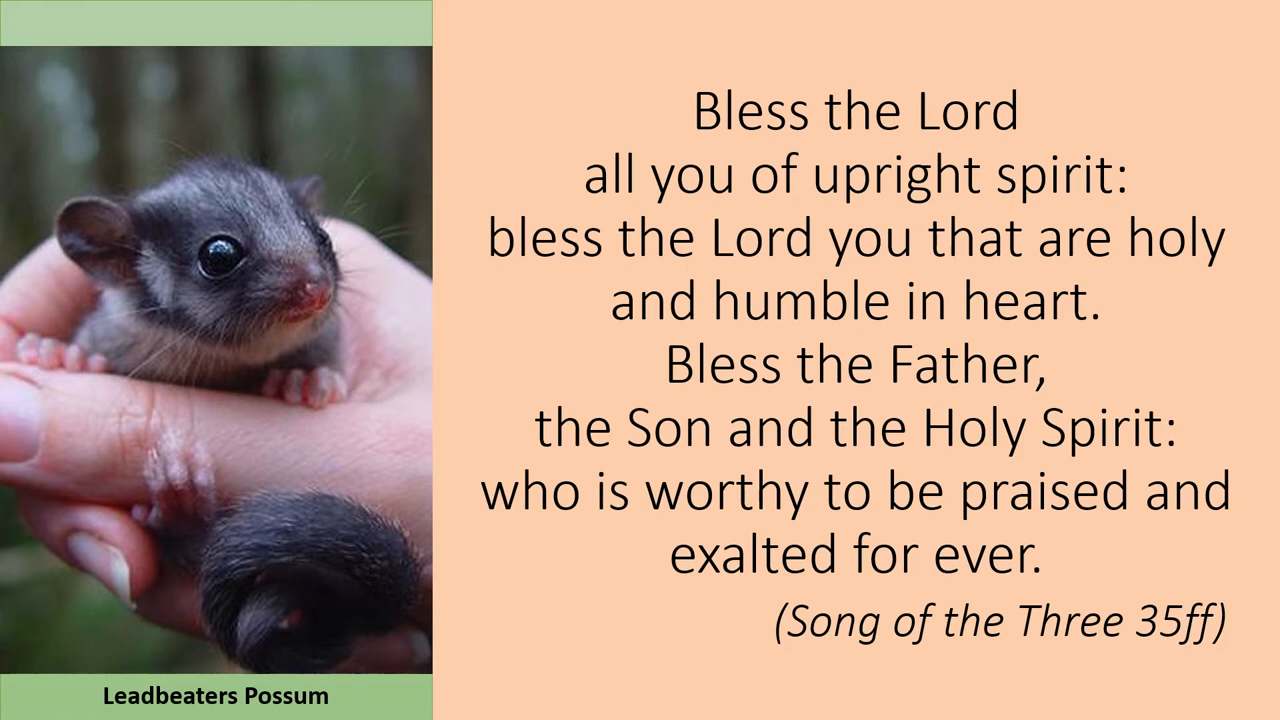 Bless the Lord
all you of upright spirit:
bless the Lord you that are holy
and humble in heart.
Bless the Father,
the Son and the Holy Spirit:
who is worthy to be praised and
exalted for ever.
(Song of the Three 35ff)
Leadbeaters Possum